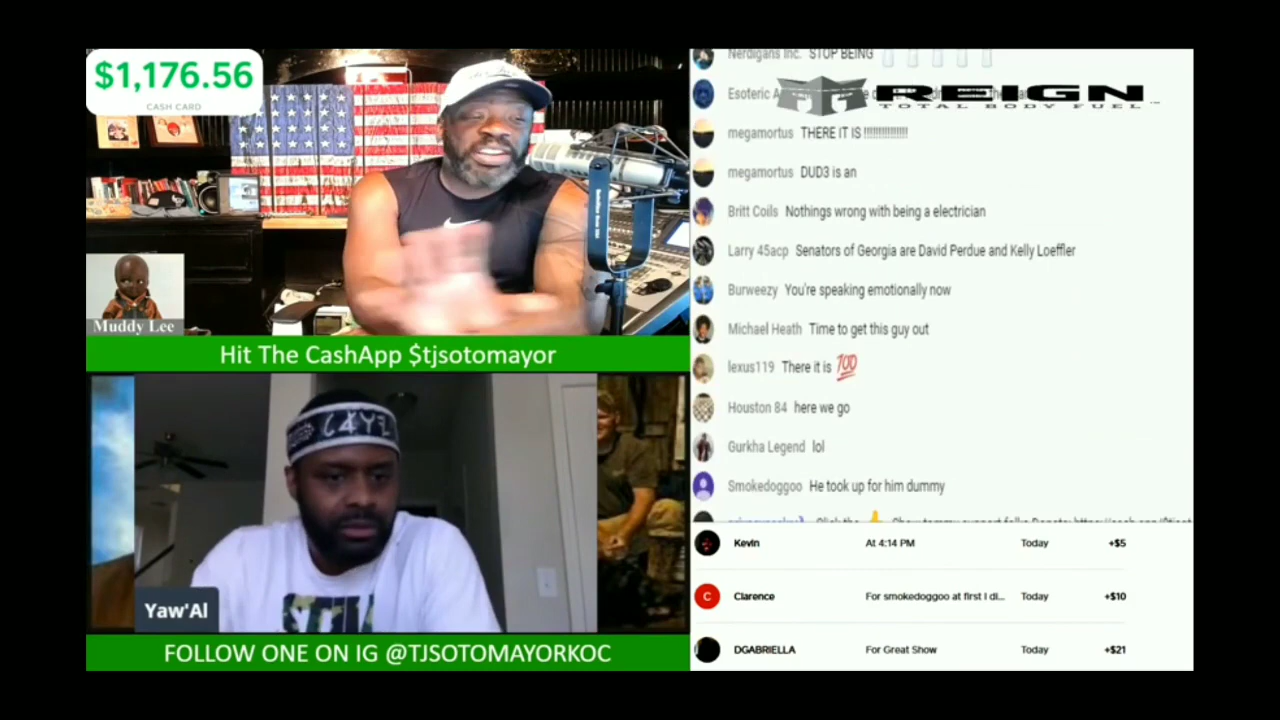 $1,176.56
CASH CARD
Muddy Lee
Hit The CashApp $tjsotomayor
Yaw'Al
FOLLOW ONE ON IG @TJSOTOMAYORKOC
Nerdigans Inc. STOP BEING
Esoteric
REIGN
TOTAL BODY FUEL
megamortus THERE IT IS !!!!!!!!!!!!!!!!
megamortus DUD3 is an
Britt Coils Nothings wrong with being a electrician
Larry 45acp Senators of Georgia are David Perdue and Kelly Loeffler
Burweezy You're speaking emotionally now
Michael Heath Time to get this guy out
lexus119 There it is 💯
Houston 84 here we go
Gurkha Legend lol
Smokedoggoo He took up for him dummy
Kevin At 4:14 PM Today +$5
C Clarence For smokedoggoo at first I di... Today +$10
DGABRIELLA For Great Show Today +$21